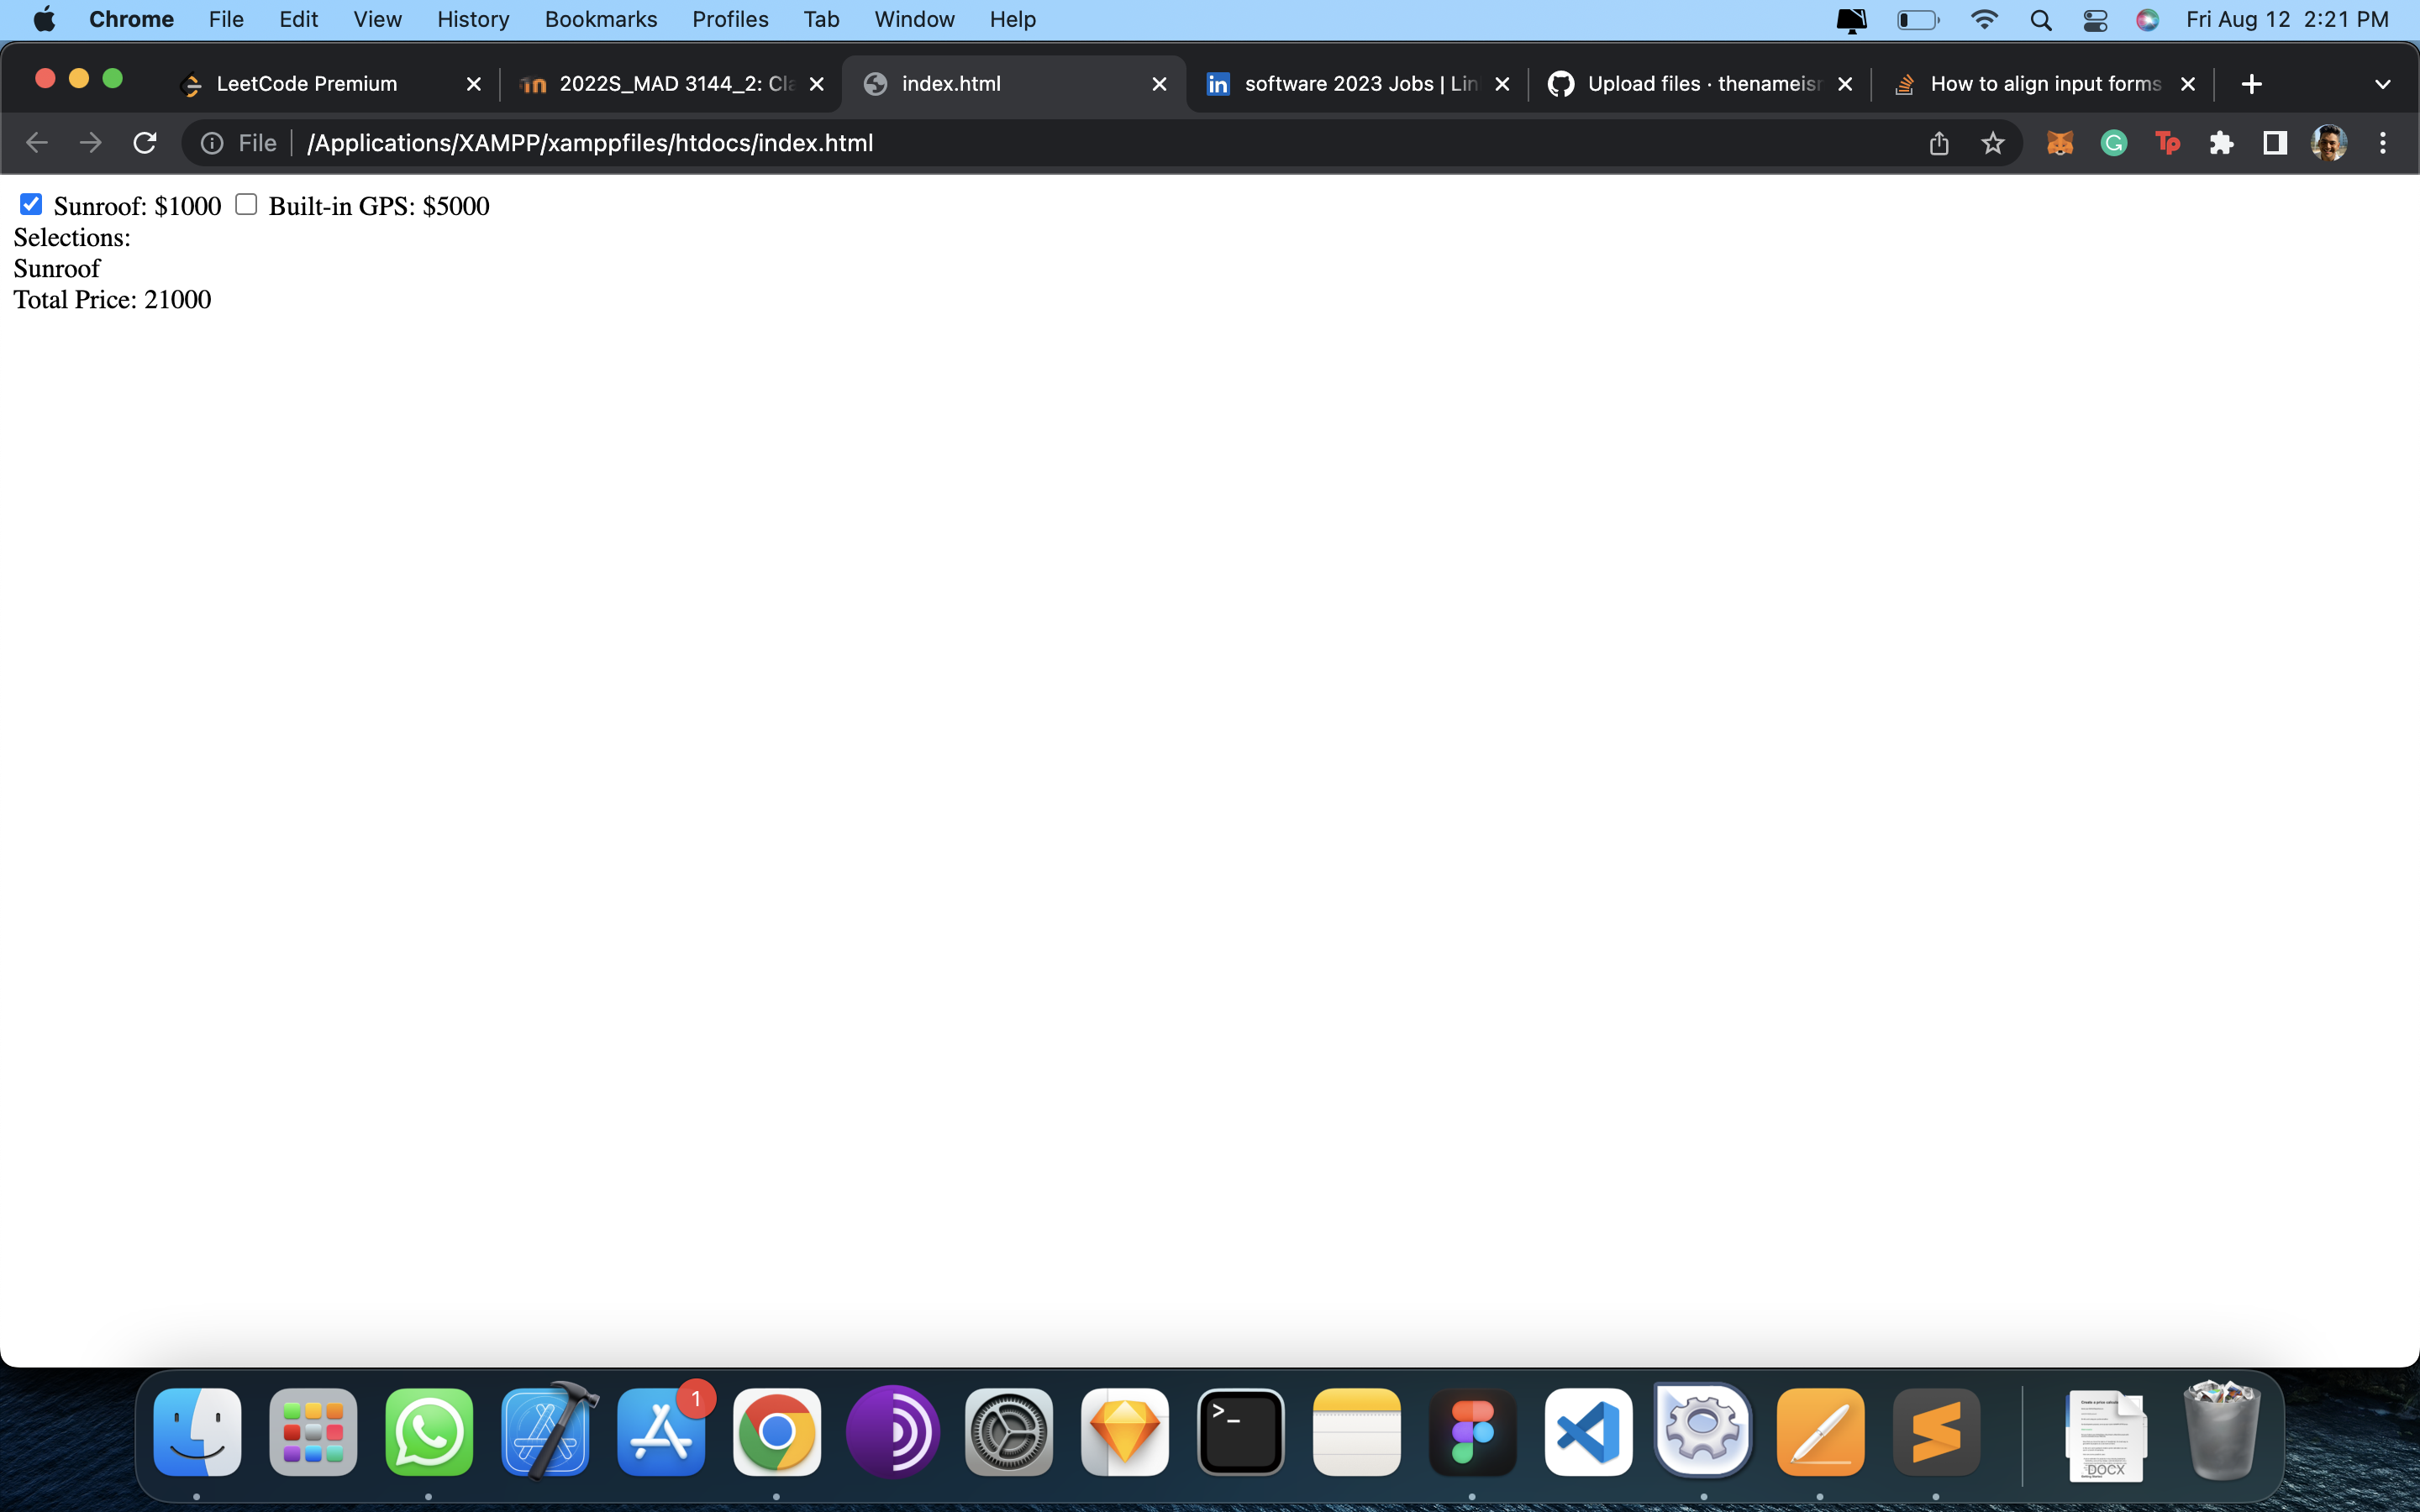 Chrome File Edit View History Bookmarks Profiles Tab Window Help Fri Aug 12 2:21 PM
LeetCode Premium 2022S_MAD 3144_2: Cla index.html software 2023 Jobs | Lin Upload files · thenameisr How to align input forms
File /Applications/XAMPP/xamppfiles/htdocs/index.html
Sunroof: $1000 Built-in GPS: $5000
Selections:
Sunroof
Total Price: 21000
1
DOCX